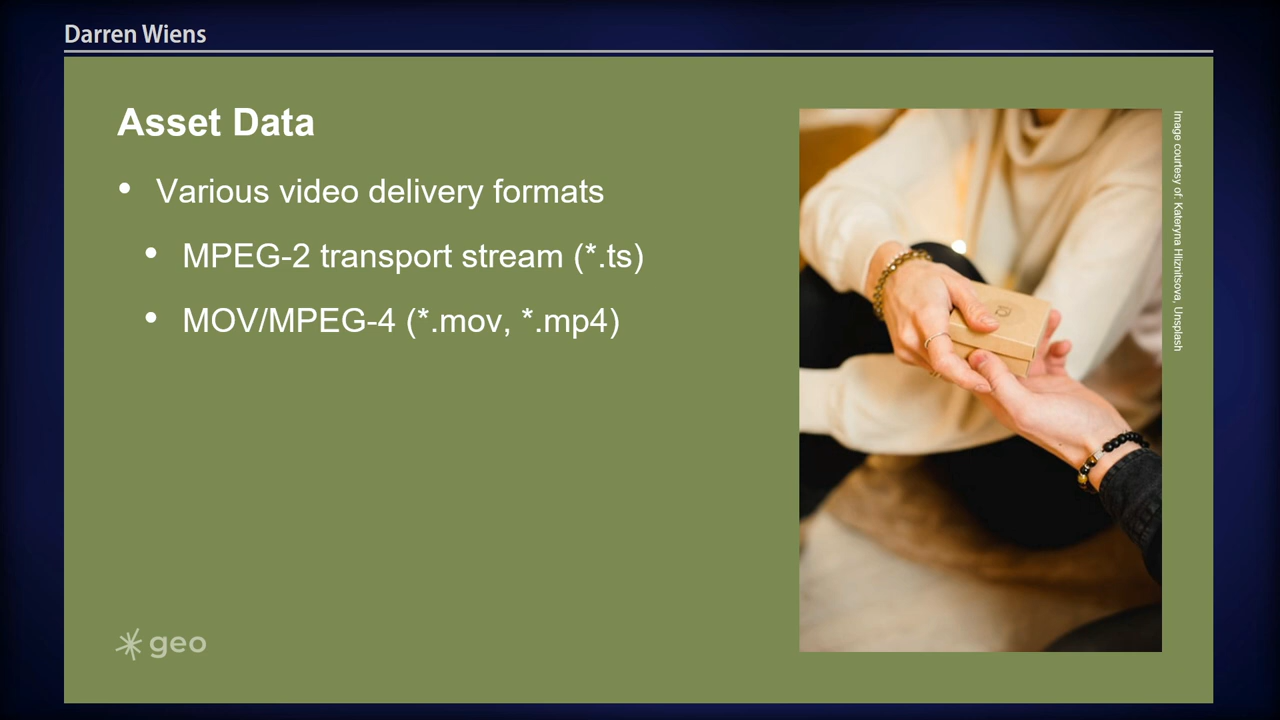 Darren Wiens
Asset Data
• Various video delivery formats
• MPEG-2 transport stream (*.ts)
• MOV/MPEG-4 (*.mov, *.mp4)
Image courtesy of: Kateryna Hliznitsova, Unsplash
geo